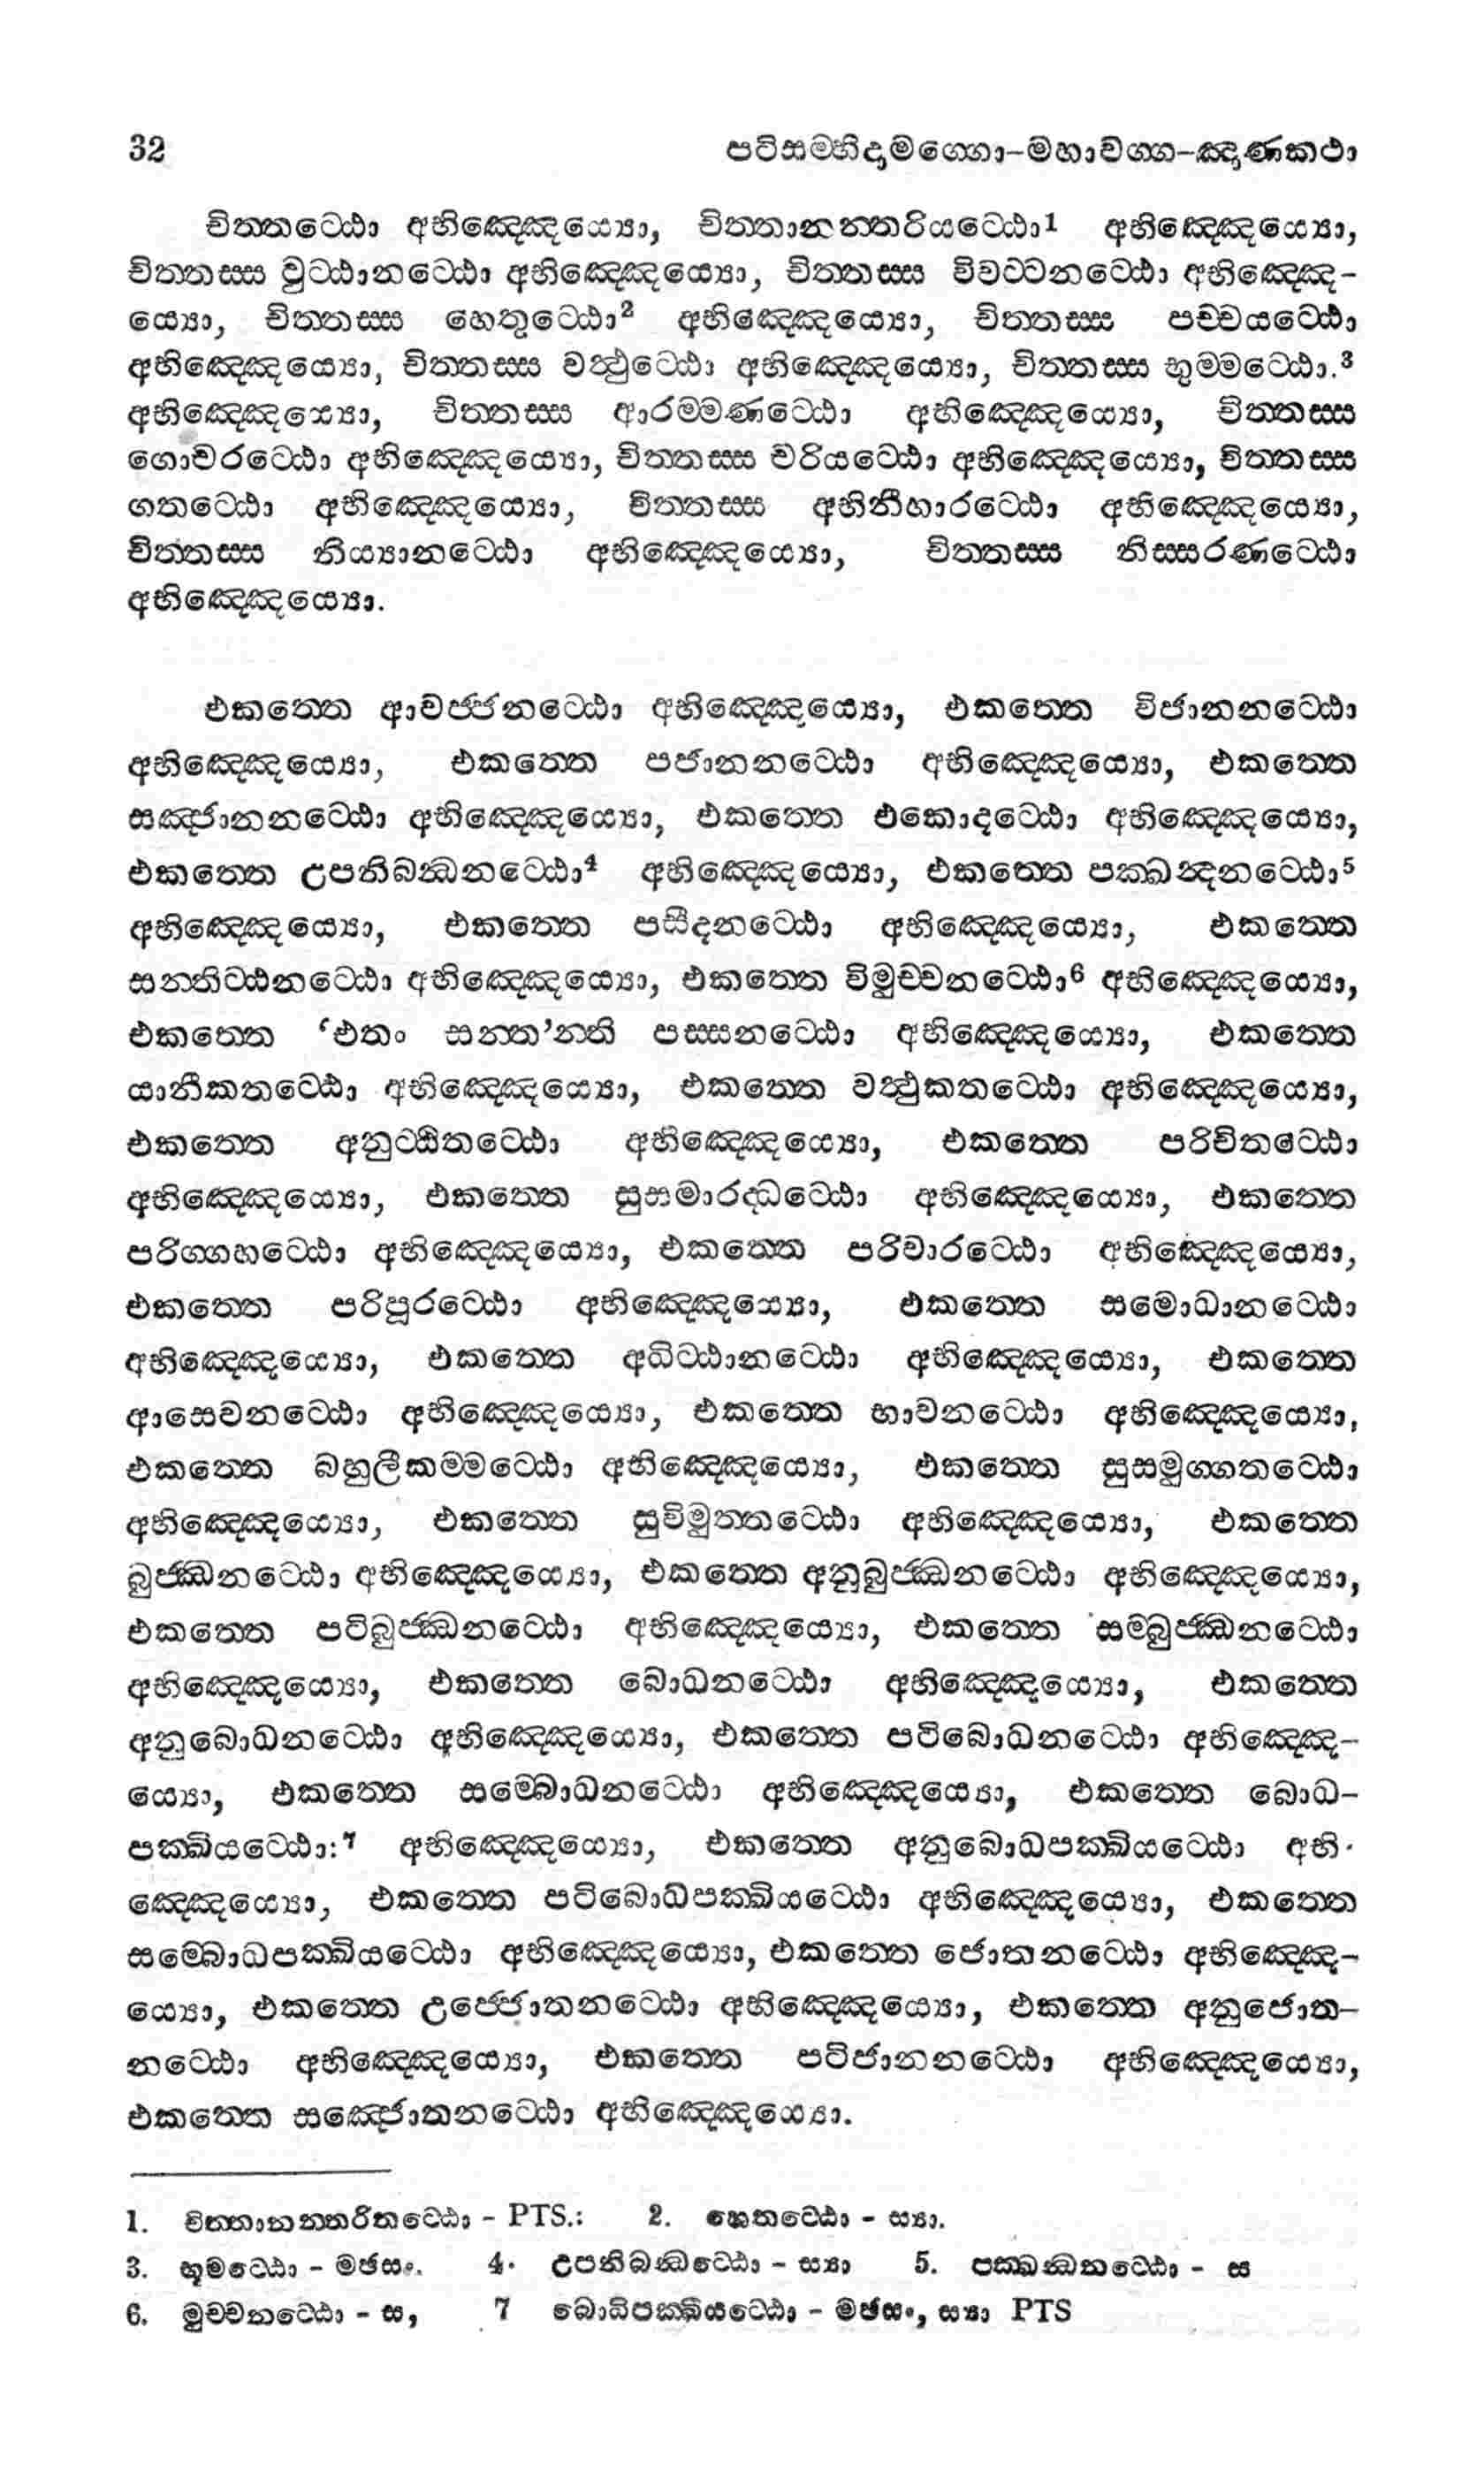 32 පටිසම්භිදාමග්ගො-මහාවග්ග-ඤාණකථා
චිත්තට්ඨො අභිඤ්ඤෙය්‍යො, චිත්තානන්තරියට්ඨො1 අභිඤ්ඤෙය්‍යො,
චිත්තස්ස වුට්ඨානට්ඨො අභිඤ්ඤෙය්‍යො, චිත්තස්ස විවට්ටනට්ඨො අභිඤ්ඤෙ-
ය්‍යො, චිත්තස්ස හෙතුට්ඨො2 අභිඤ්ඤෙය්‍යො, චිත්තස්ස පච්චයට්ඨො
අභිඤ්ඤෙය්‍යො, චිත්තස්ස වත්ථුට්ඨො අභිඤ්ඤෙය්‍යො, චිත්තස්ස භුම්මට්ඨො.3
අභිඤ්ඤෙය්‍යො, චිත්තස්ස ආරම්මණට්ඨො අභිඤ්ඤෙය්‍යො, චිත්තස්ස
ගොචරට්ඨො අභිඤ්ඤෙය්‍යො, චිත්තස්ස චරියට්ඨො අභිඤ්ඤෙය්‍යො, චිත්තස්ස
ගතට්ඨො අභිඤ්ඤෙය්‍යො, චිත්තස්ස අභිනීහාරට්ඨො අභිඤ්ඤෙය්‍යො,
චිත්තස්ස නිය්‍යානට්ඨො අභිඤ්ඤෙය්‍යො, චිත්තස්ස නිස්සරණට්ඨො
අභිඤ්ඤෙය්‍යො.
එකත්තෙ ආවජ්ජනට්ඨො අභිඤ්ඤෙය්‍යො, එකත්තෙ විජානනට්ඨො
අභිඤ්ඤෙය්‍යො, එකත්තෙ පජානනට්ඨො අභිඤ්ඤෙය්‍යො, එකත්තෙ
සඤ්ජානනට්ඨො අභිඤ්ඤෙය්‍යො, එකත්තෙ එකොදට්ඨො අභිඤ්ඤෙය්‍යො,
එකත්තෙ උපනිබන්ධනට්ඨො4 අභිඤ්ඤෙය්‍යො, එකත්තෙ පක්ඛන්දනට්ඨො5
අභිඤ්ඤෙය්‍යො, එකත්තෙ පසීදනට්ඨො අභිඤ්ඤෙය්‍යො, එකත්තෙ
සන්තිට්ඨනට්ඨො අභිඤ්ඤෙය්‍යො, එකත්තෙ විමුච්චනට්ඨො6 අභිඤ්ඤෙය්‍යො,
එකත්තෙ ‘එතං සන්ත’න්ති පස්සනට්ඨො අභිඤ්ඤෙය්‍යො, එකත්තෙ
යානීකතට්ඨො අභිඤ්ඤෙය්‍යො, එකත්තෙ වත්ථුකතට්ඨො අභිඤ්ඤෙය්‍යො,
එකත්තෙ අනුට්ඨිතට්ඨො අභිඤ්ඤෙය්‍යො, එකත්තෙ පරිචිතට්ඨො
අභිඤ්ඤෙය්‍යො, එකත්තෙ සුසමාරද්ධට්ඨො අභිඤ්ඤෙය්‍යො, එකත්තෙ
පරිග්ගහට්ඨො අභිඤ්ඤෙය්‍යො, එකත්තෙ පරිවාරට්ඨො අභිඤ්ඤෙය්‍යො,
එකත්තෙ පරිපූරට්ඨො අභිඤ්ඤෙය්‍යො, එකත්තෙ සමොධානට්ඨො
අභිඤ්ඤෙය්‍යො, එකත්තෙ අධිට්ඨානට්ඨො අභිඤ්ඤෙය්‍යො, එකත්තෙ
ආසෙවනට්ඨො අභිඤ්ඤෙය්‍යො, එකත්තෙ භාවනට්ඨො අභිඤ්ඤෙය්‍යො,
එකත්තෙ බහුලීකම්මට්ඨො අභිඤ්ඤෙය්‍යො, එකත්තෙ සුසමුග්ගතට්ඨො
අභිඤ්ඤෙය්‍යො, එකත්තෙ සුවිමුත්තට්ඨො අභිඤ්ඤෙය්‍යො, එකත්තෙ
බුජ්ඣනට්ඨො අභිඤ්ඤෙය්‍යො, එකත්තෙ අනුබුජ්ඣනට්ඨො අභිඤ්ඤෙය්‍යො,
එකත්තෙ පටිබුජ්ඣනට්ඨො අභිඤ්ඤෙය්‍යො, එකත්තෙ සම්බුජ්ඣනට්ඨො
අභිඤ්ඤෙය්‍යො, එකත්තෙ බොධනට්ඨො අභිඤ්ඤෙය්‍යො, එකත්තෙ
අනුබොධනට්ඨො අභිඤ්ඤෙය්‍යො, එකත්තෙ පටිබොධනට්ඨො අභිඤ්ඤෙ-
ය්‍යො, එකත්තෙ සම්බොධනට්ඨො අභිඤ්ඤෙය්‍යො, එකත්තෙ බොධ-
පක්ඛියට්ඨො:7 අභිඤ්ඤෙය්‍යො, එකත්තෙ අනුබොධපක්ඛියට්ඨො අභි-
ඤ්ඤෙය්‍යො, එකත්තෙ පටිබොධපක්ඛියට්ඨො අභිඤ්ඤෙය්‍යො, එකත්තෙ
සම්බොධපක්ඛියට්ඨො අභිඤ්ඤෙය්‍යො, එකත්තෙ ජොතනට්ඨො අභිඤ්ඤෙ-
ය්‍යො, එකත්තෙ උජ්ජොතනට්ඨො අභිඤ්ඤෙය්‍යො, එකත්තෙ අනුජොත-
නට්ඨො අභිඤ්ඤෙය්‍යො, එකත්තෙ පටිජානනට්ඨො අභිඤ්ඤෙය්‍යො,
එකත්තෙ සඤ්ජොතනට්ඨො අභිඤ්ඤෙය්‍යො.
1. චිත්තානන්තරිතට්ඨො - PTS.: 2. හෙතට්ඨො - ස්‍යා.
3. භූමට්ඨො - මඡසං. 4. උපනිබන්ධට්ඨො - ස්‍යා 5. පක්ඛන්ධතට්ඨො - ස
6. මුච්චනට්ඨො - ස, 7 බොධිපක්ඛියට්ඨො - මඡසං, ස්‍යා PTS